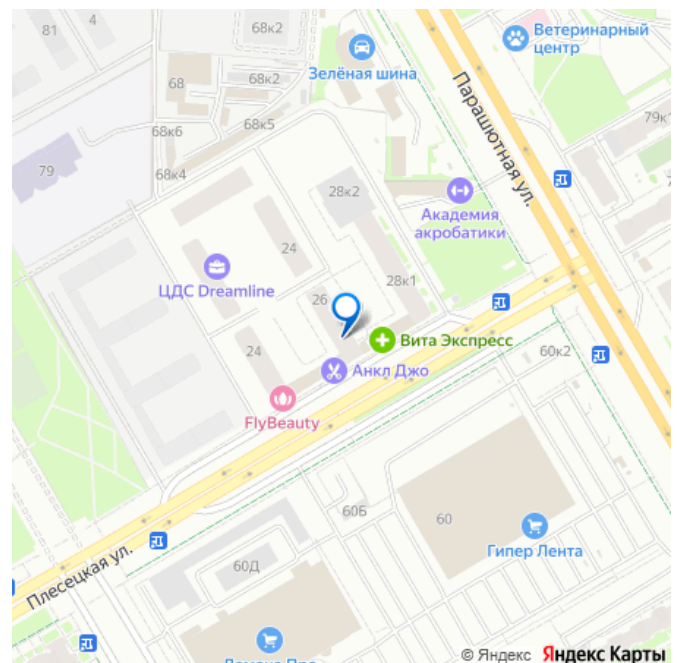 81
4
68к2
Ветеринарный
центр
68
68к2
Зелёная шина
Парашютная ул.
79к1
68к6
68к5
79
68к4
28к2
Академия
акробатики
24
28к1
ЦДС Dreamline
26
Вита Экспресс
24
60к2
Анкл Джо
FlyBeauty
60Б
60
Гипер Лента
60Д
Плесецкая ул.
© Яндекс Яндекс Карты